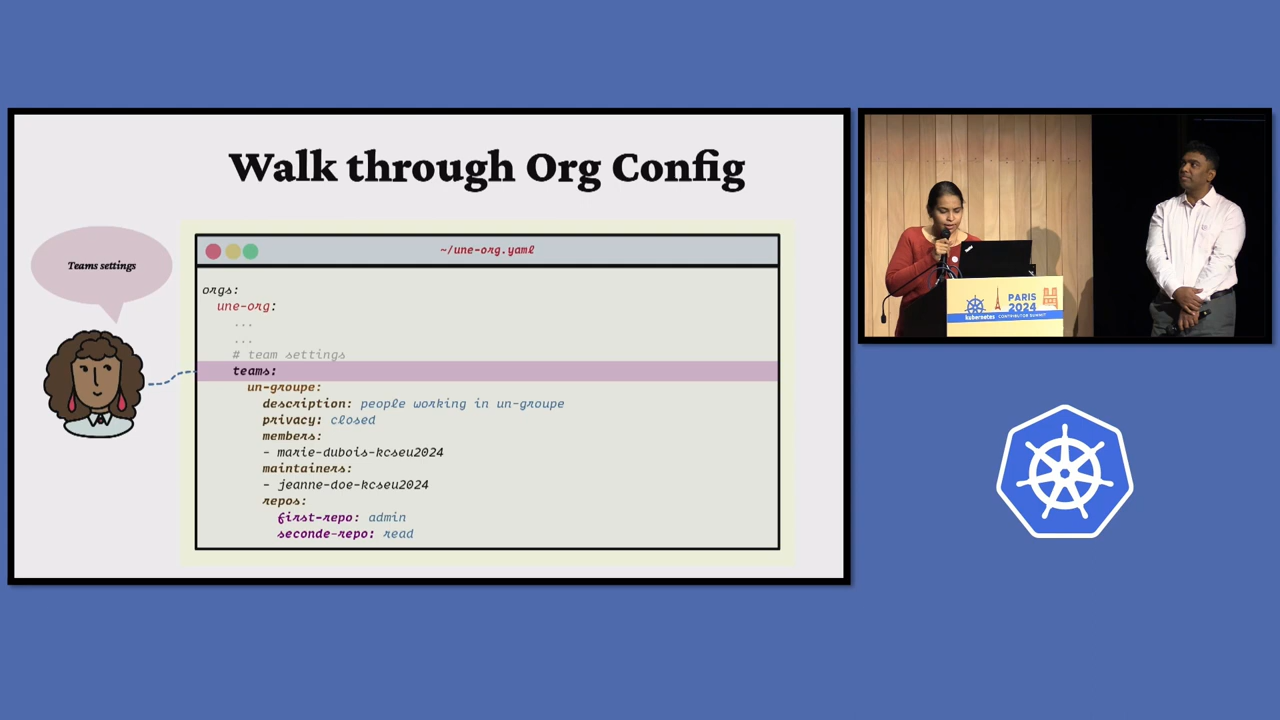 Walk through Org Config
Teams settings
~/une-org.yaml
orgs:
une-org:
...
...
# team settings
teams:
un-groupe:
description: people working in un-groupe
privacy: closed
members:
- marie-dubois-kcseu2024
maintainers:
- jeanne-doe-kcseu2024
repos:
first-repo: admin
seconde-repo: read
PARIS
2024
kubernetes
CONTRIBUTOR SUMMIT